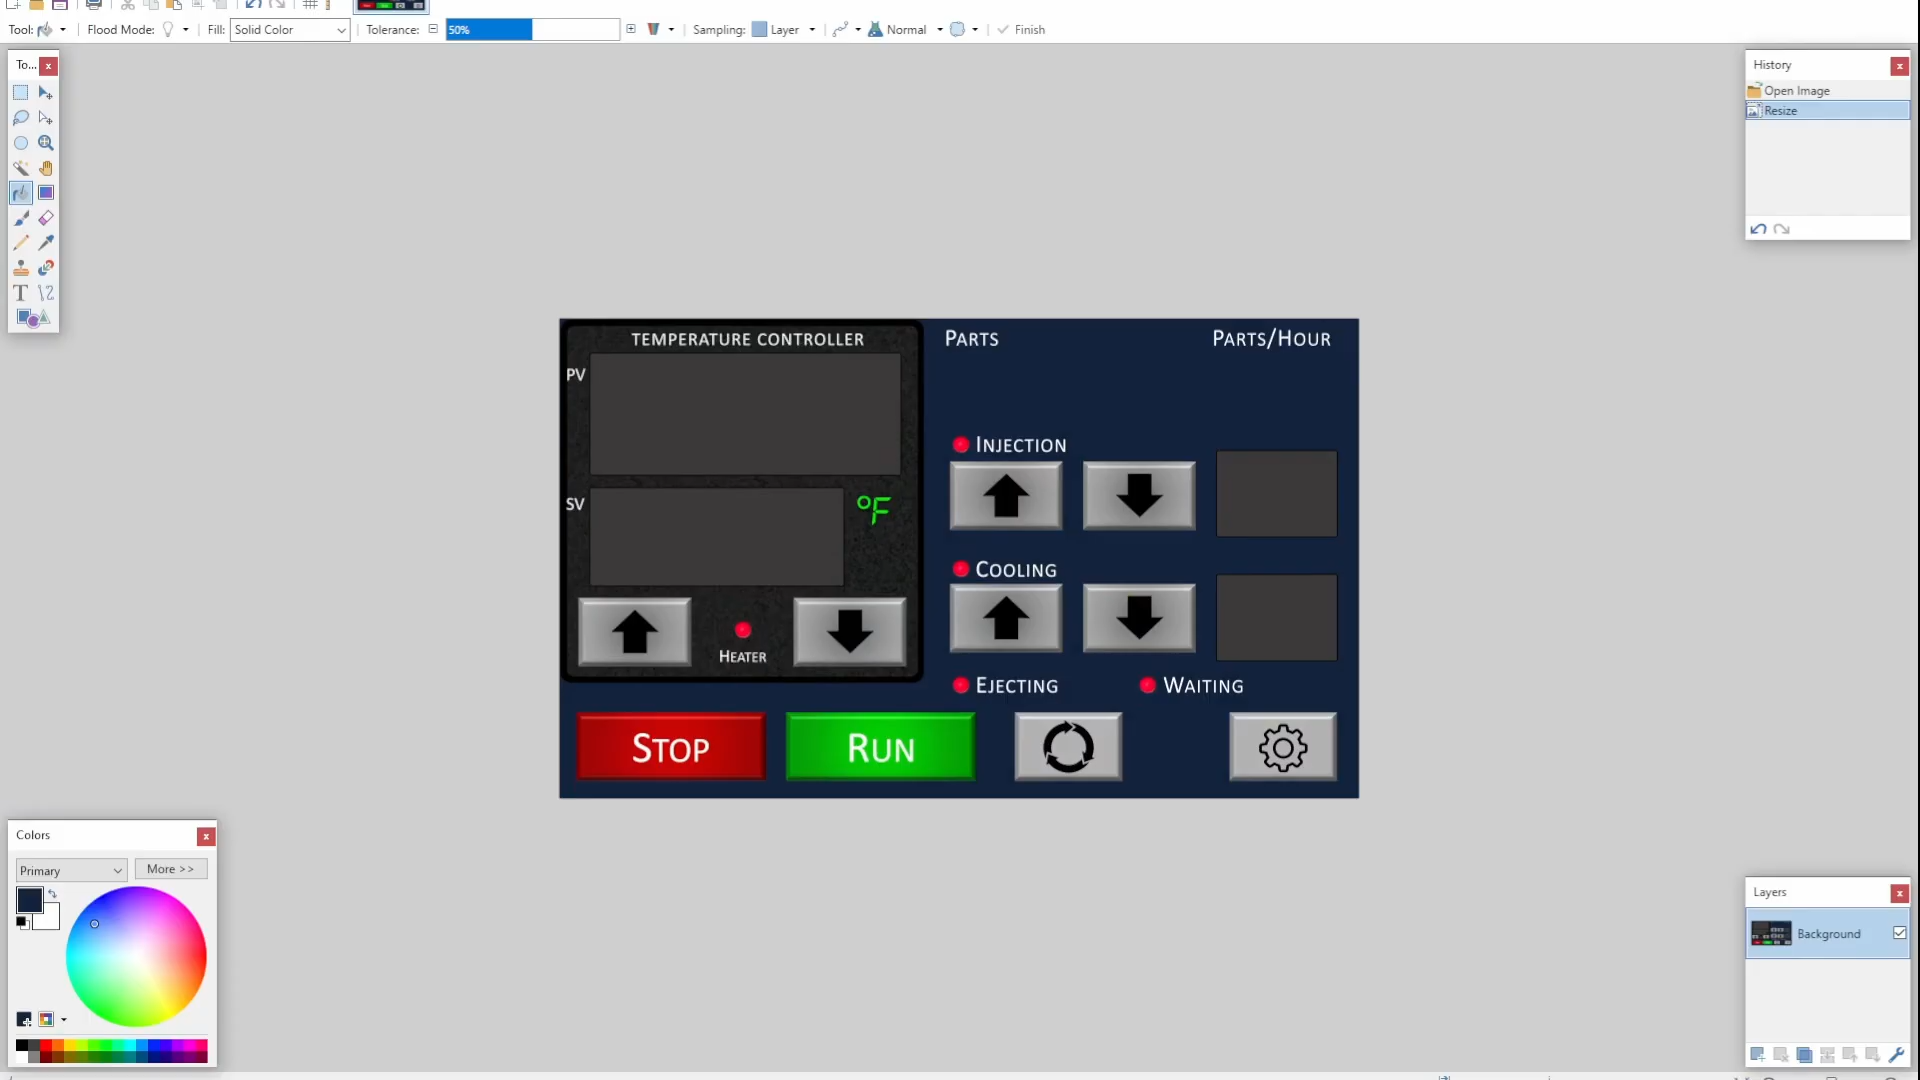 Tool:
Flood Mode:
Fill: Solid Color
Tolerance: 50%
Sampling: Layer
Normal
Finish
To...
History
Open Image
Resize
TEMPERATURE CONTROLLER
PV
SV
°F
HEATER
PARTS
PARTS/HOUR
INJECTION
COOLING
EJECTING
WAITING
STOP
RUN
Colors
Primary
More >>
Layers
Background